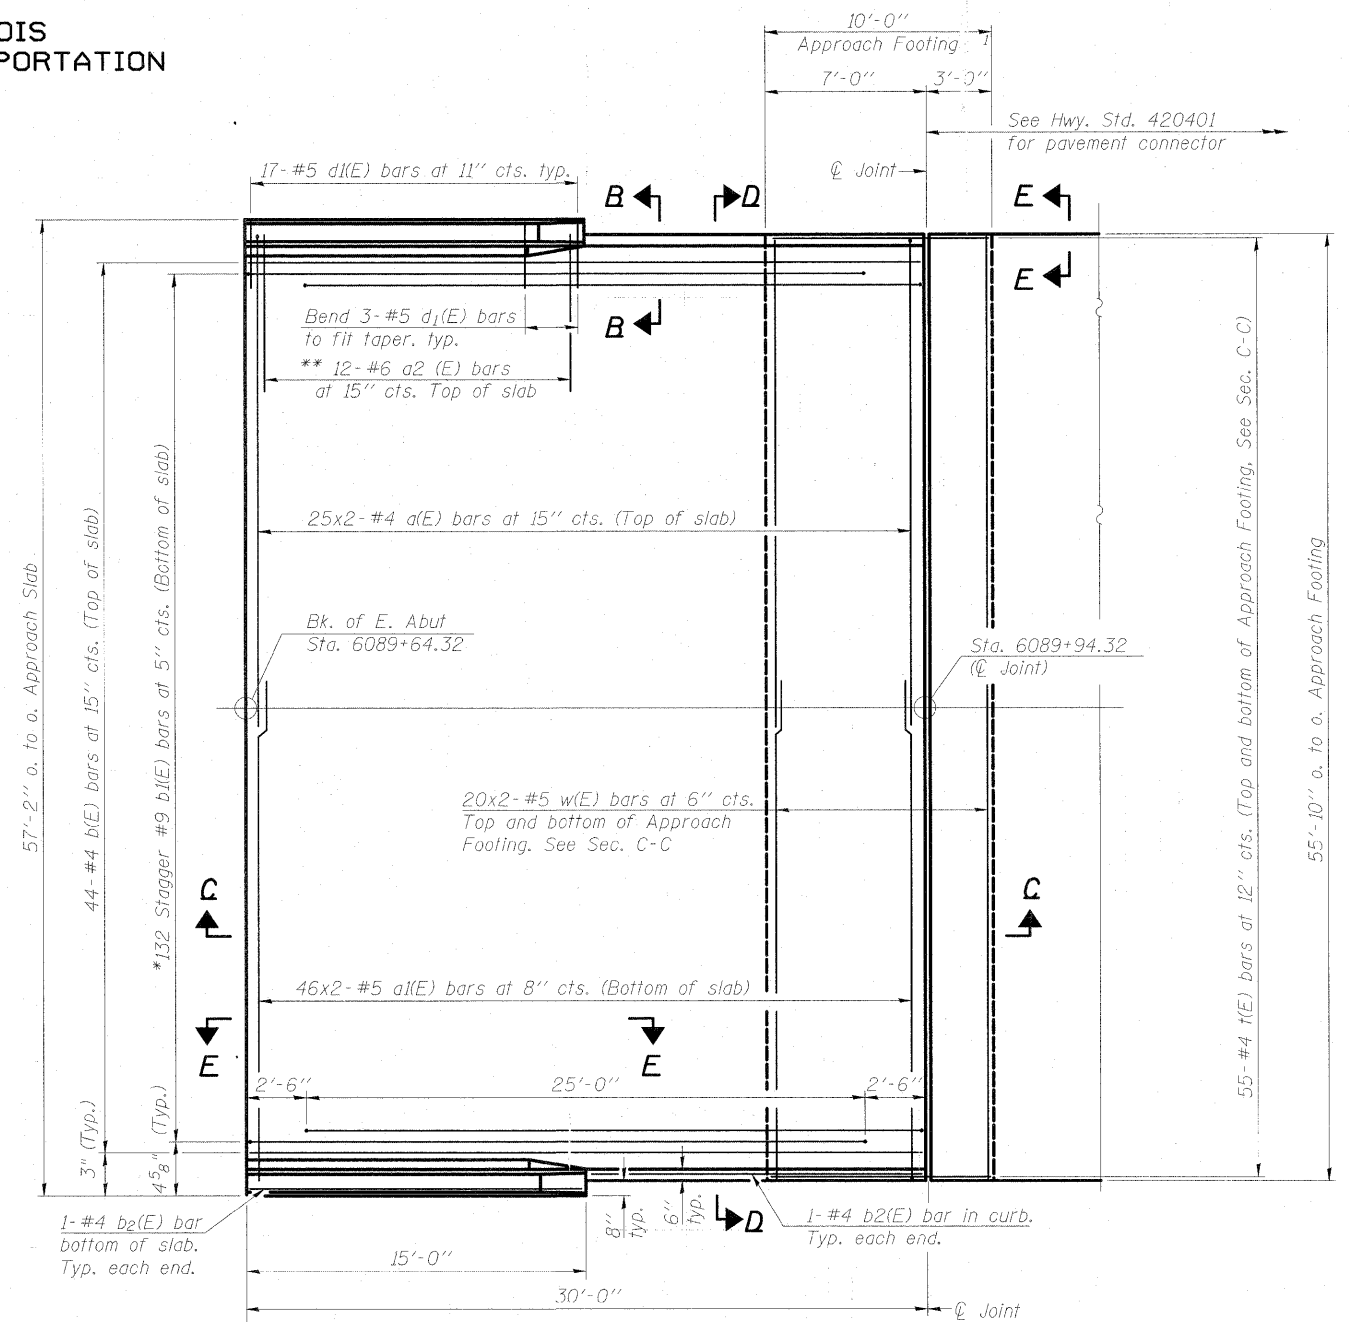 OIS
PORTATION
10'-0"
Approach Footing
7'-0"
3'-0"
See Hwy. Std. 420401
for pavement connector
℄ Joint
17-#5 d1(E) bars at 11" cts. typ.
B
D
E
E
B
Bend 3-#5 d1(E) bars
to fit taper. typ.
** 12-#6 a2 (E) bars
at 15" cts. Top of slab
25x2-#4 a(E) bars at 15" cts. (Top of slab)
Bk. of E. Abut
Sta. 6089+64.32
Sta. 6089+94.32
(℄ Joint)
57'-2" o. to o. Approach Slab
44-#4 b(E) bars at 15" cts. (Top of slab)
*132 Stagger #9 b1(E) bars at 5" cts. (Bottom of slab)
55-#4 t(E) bars at 12" cts. (Top and bottom of Approach Footing, See Sec. C-C)
55'-10" o. to o. Approach Footing
20x2-#5 w(E) bars at 6" cts.
Top and bottom of Approach
Footing. See Sec. C-C
C
C
46x2-#5 a1(E) bars at 8" cts. (Bottom of slab)
E
E
2'-6"
25'-0"
2'-6"
3" (Typ.)
4 5/8" (Typ.)
1-#4 b2(E) bar
bottom of slab.
Typ. each end.
8"
typ.
6"
typ.
D
1-#4 b2(E) bar in curb.
Typ. each end.
15'-0"
30'-0"
℄ Joint